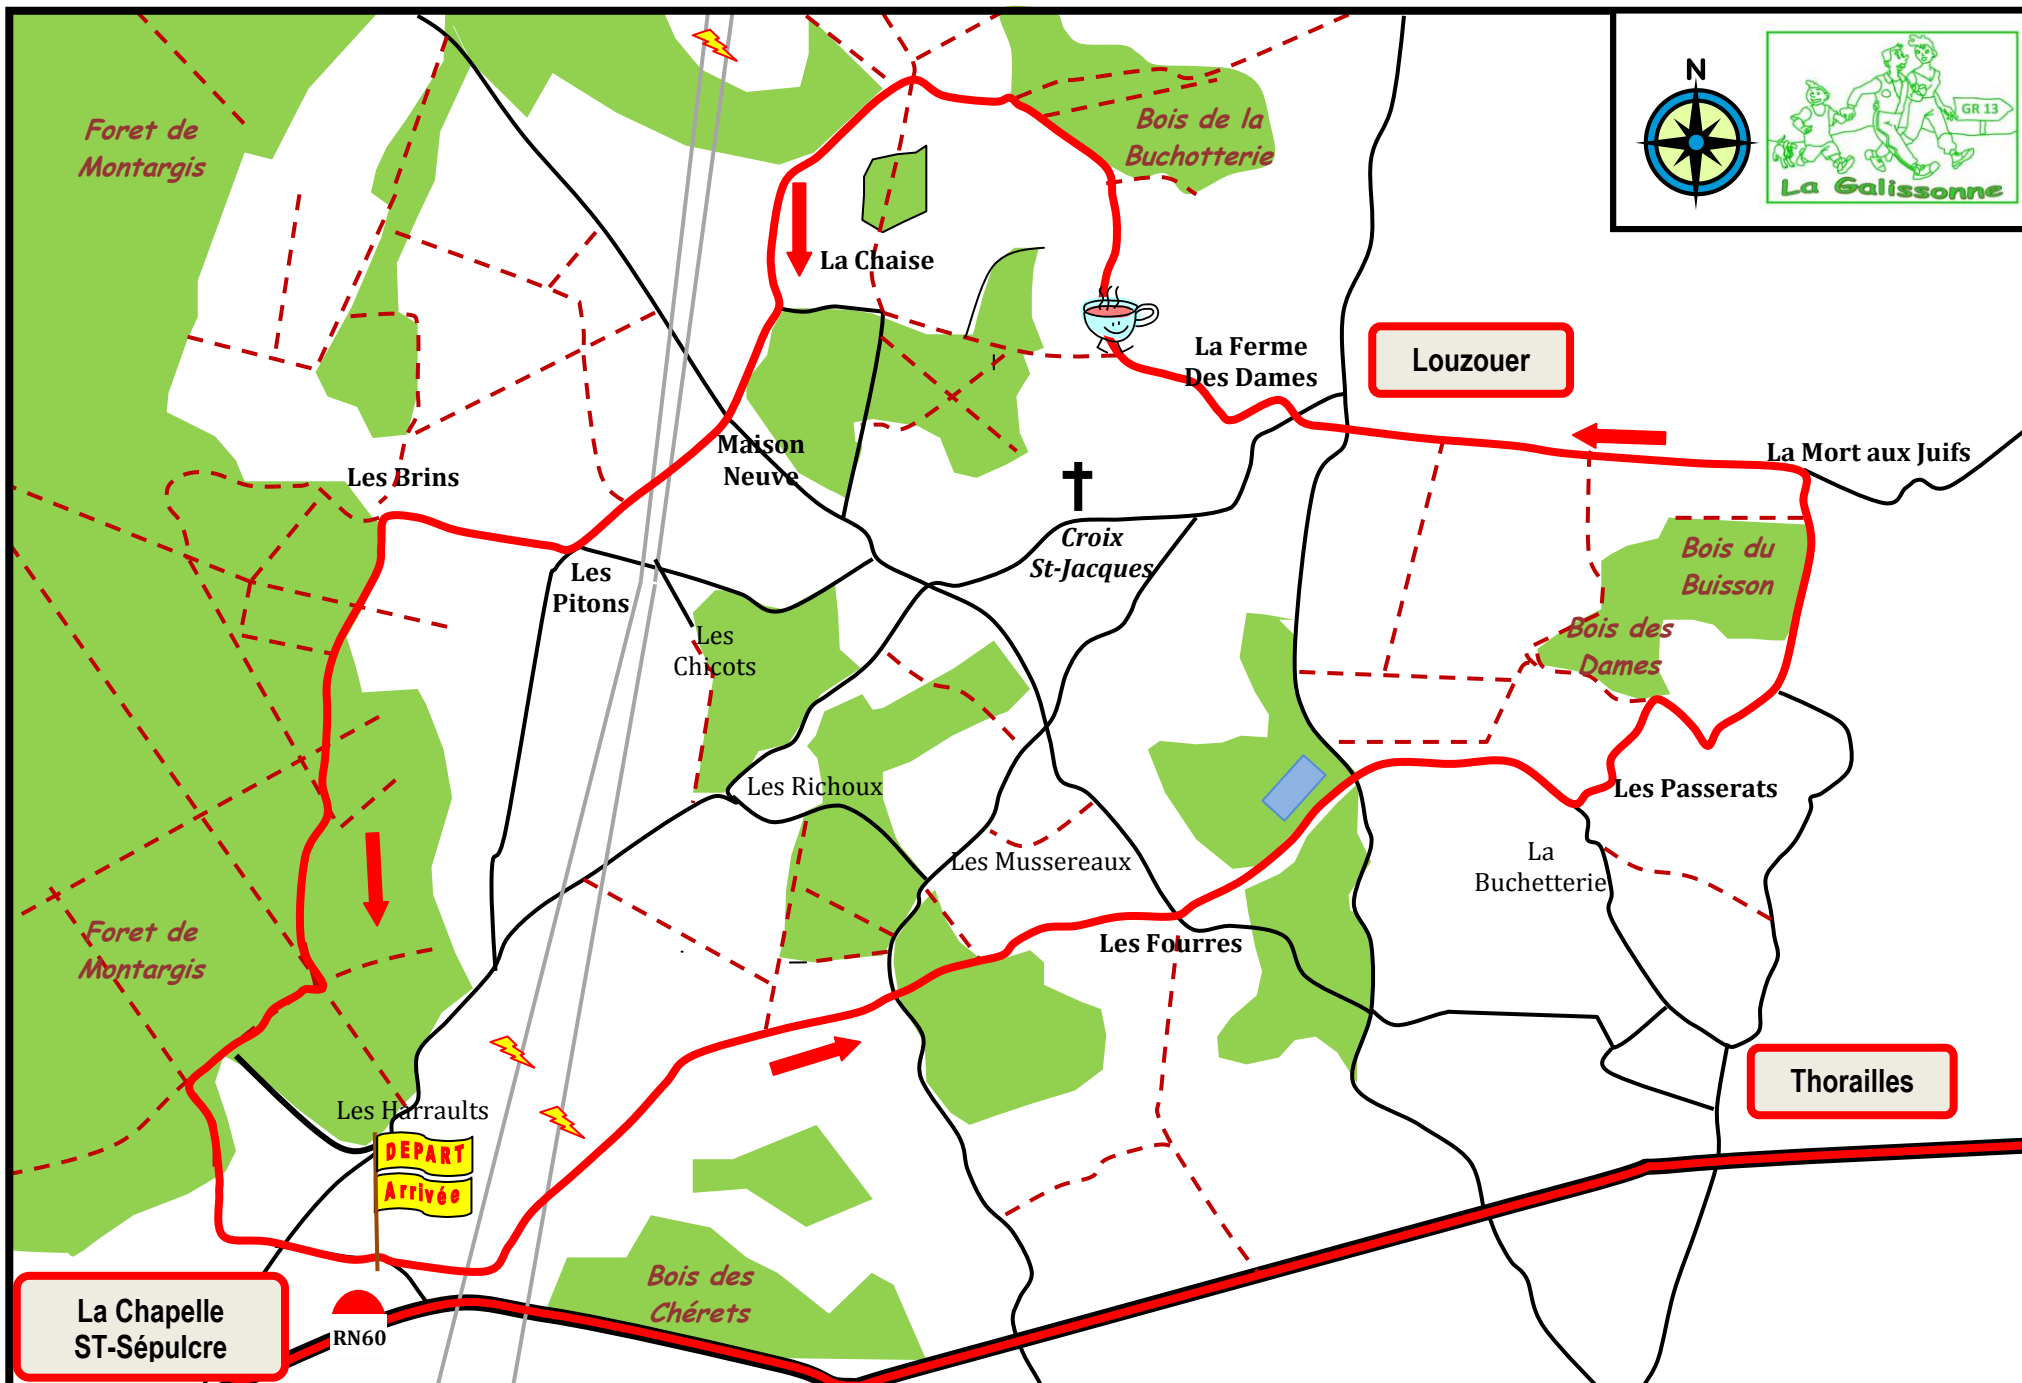 N
GR 13
La Galissonne
Foret de
Montargis
Bois de la
Buchotterie
La Chaise
La Ferme
Des Dames
Louzouer
Maison
Neuve
La Mort aux Juifs
Les Brins
Croix
St-Jacques
Bois du
Buisson
Les
Pitons
Les
Chicots
Bois des
Dames
Les Richoux
Les Passerats
Les Mussereaux
La
Buchetterie
Foret de
Montargis
Les Fourres
Thorailles
Les Harraults
DEPART
Arrivée
Bois des
Chérets
La Chapelle
ST-Sépulcre
RN60